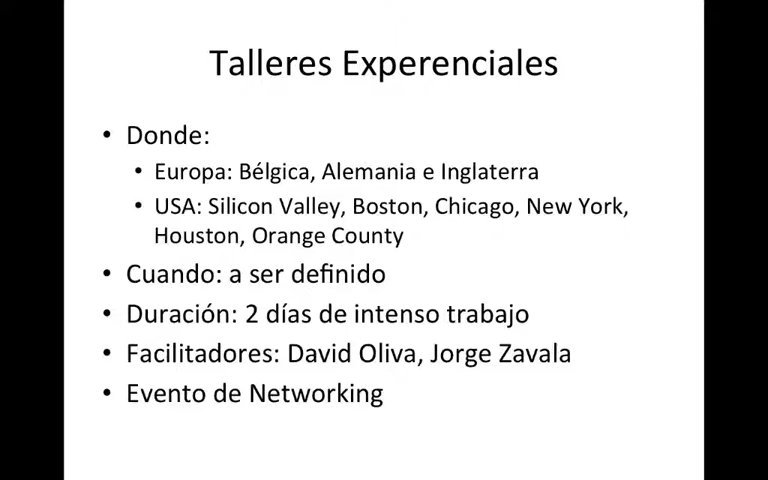 Talleres Experenciales
• Donde:
• Europa: Bélgica, Alemania e Inglaterra
• USA: Silicon Valley, Boston, Chicago, New York,
Houston, Orange County
• Cuando: a ser definido
• Duración: 2 días de intenso trabajo
• Facilitadores: David Oliva, Jorge Zavala
• Evento de Networking